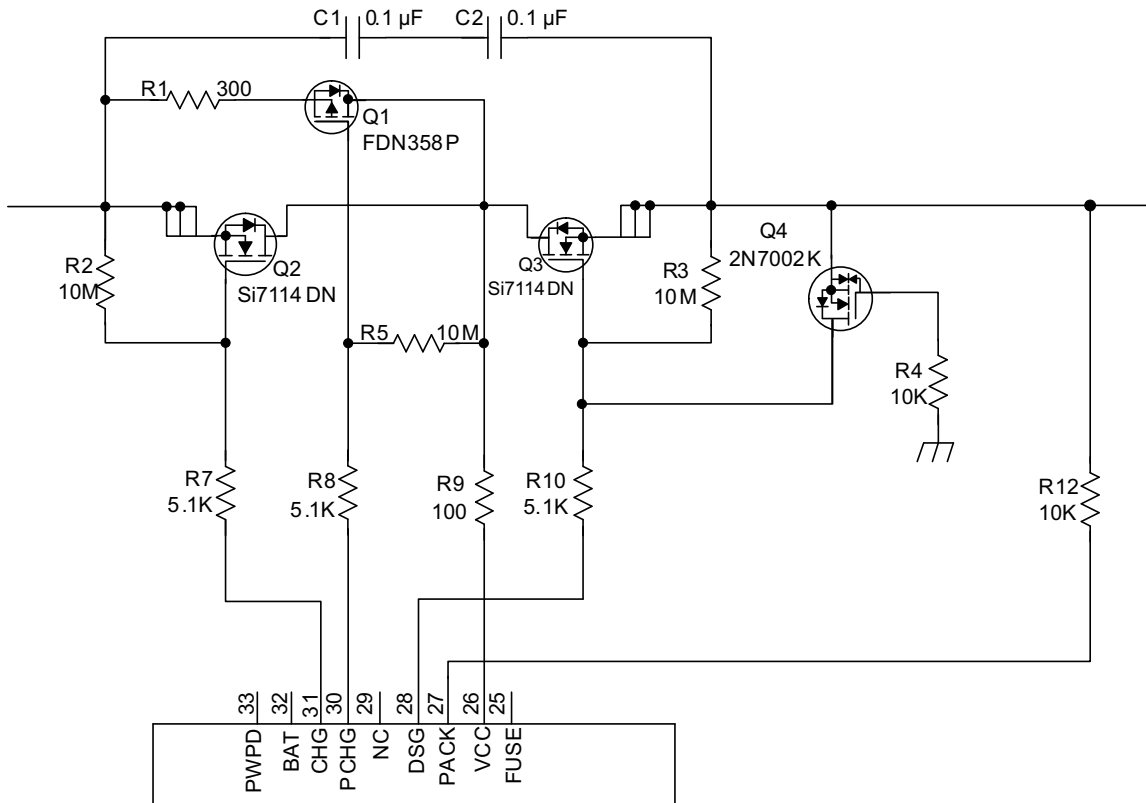 C1
0.1 µF
C2
0.1 µF
R1
300
Q1
FDN358P
Q2
Si7114DN
Q3
Si7114DN
Q4
2N7002K
R2
10M
R3
10M
R5
10M
R4
10K
R7
5.1K
R8
5.1K
R9
100
R10
5.1K
R12
10K
33
32
31
30
29
28
27
26
25
PWPD
BAT
CHG
PCHG
NC
DSG
PACK
VCC
FUSE